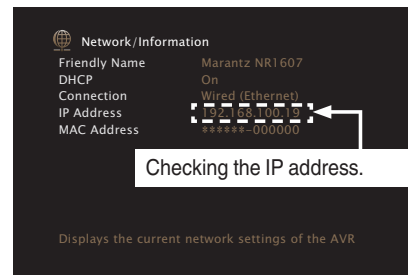 Network/Information
Friendly Name Marantz NR1607
DHCP On
Connection Wired (Ethernet)
IP Address 192.168.100.19
MAC Address ******-000000
Checking the IP address.
Displays the current network settings of the AVR